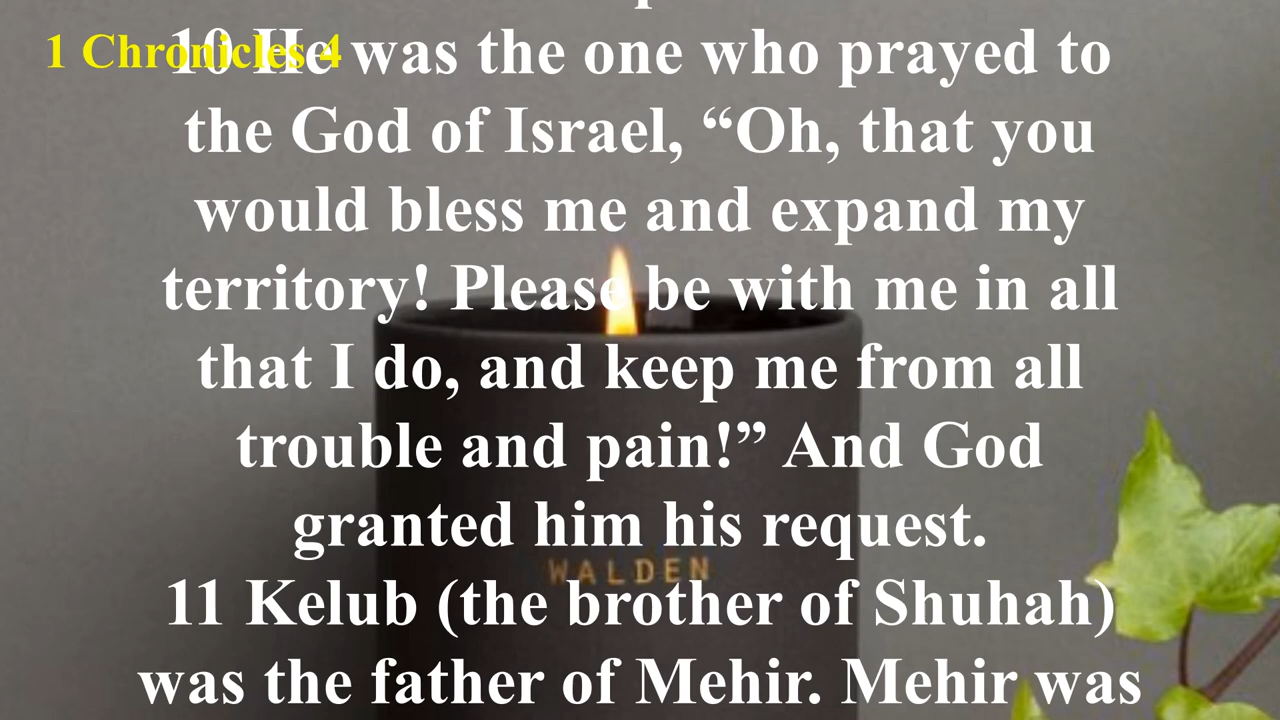 1 Chronicles 4
10 He was the one who prayed to
the God of Israel, “Oh, that you
would bless me and expand my
territory! Please be with me in all
that I do, and keep me from all
trouble and pain!” And God
granted him his request.
WALDEN
11 Kelub (the brother of Shuhah)
was the father of Mehir. Mehir was